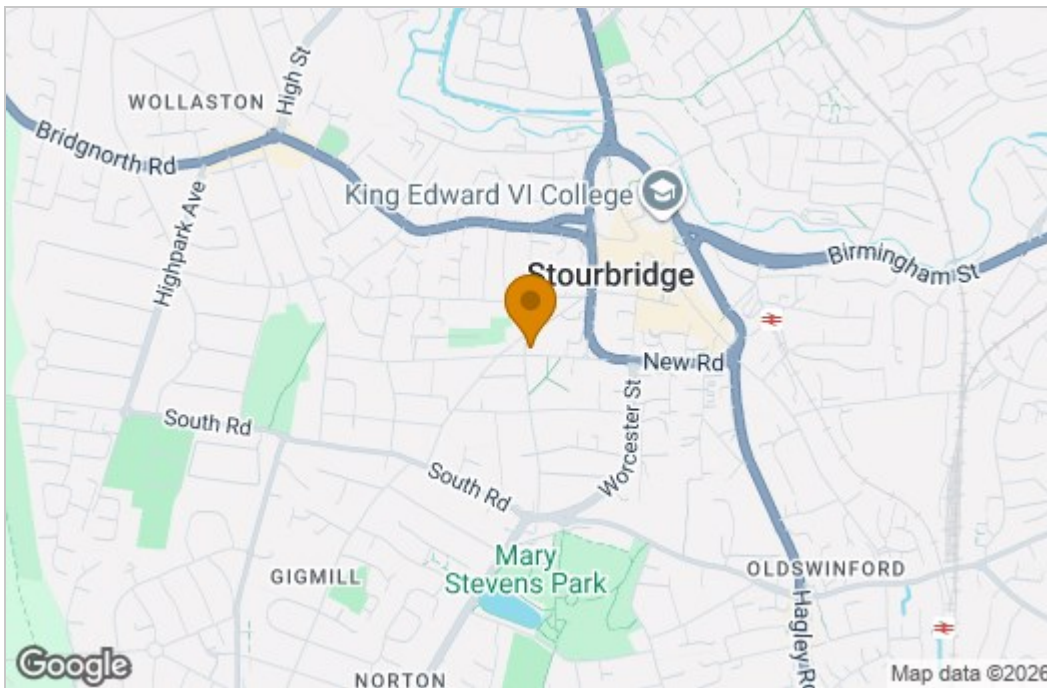 WOLLASTON
High St
Bridgnorth Rd
King Edward VI College
Highpark Ave
Birmingham St
Stourbridge
New Rd
South Rd
Worcester St
South Rd
Mary
Stevens Park
GIGMILL
OLDSWINFORD
Hagley Rd
NORTON
Google
Map data ©2026